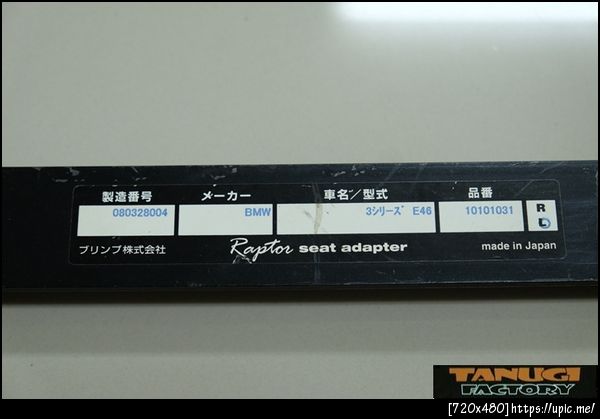 製造番号 メーカー 車名／型式 品番
080328004 BMW 3シリーズ E46 10101031 R
L
ブリンプ株式会社 Raptor seat adapter made in Japan
TANUGI
FACTORY
[720x480]https://upic.me/